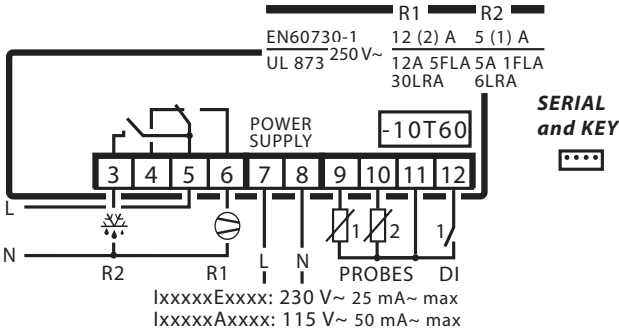 R1 R2
EN60730-1 250 V~ 12 (2) A 5 (1) A
UL 873 12A 5FLA 5A 1FLA
30LRA 6LRA
SERIAL
and KEY
POWER
SUPPLY
-10T60
3 4 5 6 7 8 9 10 11 12
L
1 2 1
N
R2 R1 L N PROBES DI
IxxxxxExxxx: 230 V~ 25 mA~ max
IxxxxxAxxxx: 115 V~ 50 mA~ max